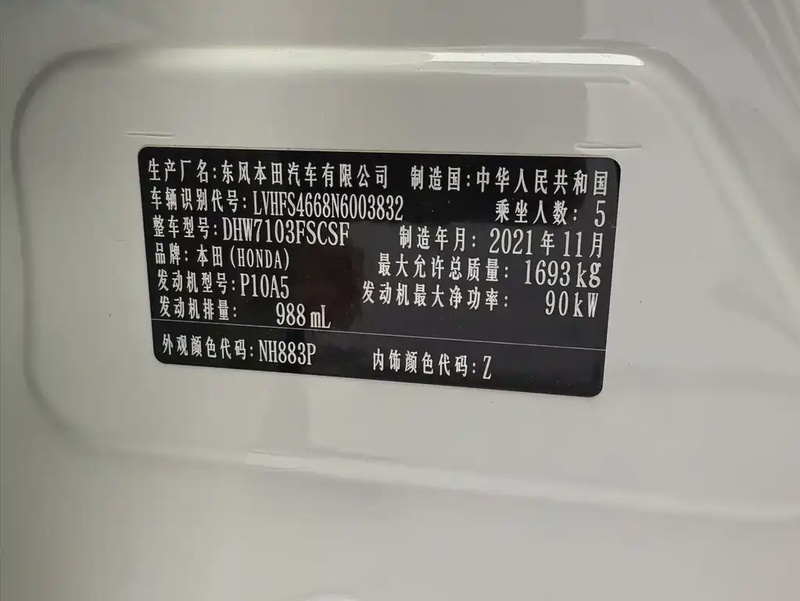 生产厂名:东风本田汽车有限公司 制造国:中华人民共和国
车辆识别代号:LVHFS4668N6003832 乘坐人数:5
整车型号:DHW7103FSCSF 制造年月:2021年11月
品牌:本田(HONDA) 最大允许总质量:1693kg
发动机型号:P10A5 发动机最大净功率:90kW
发动机排量:988mL
外观颜色代码:NH883P 内饰颜色代码:Z